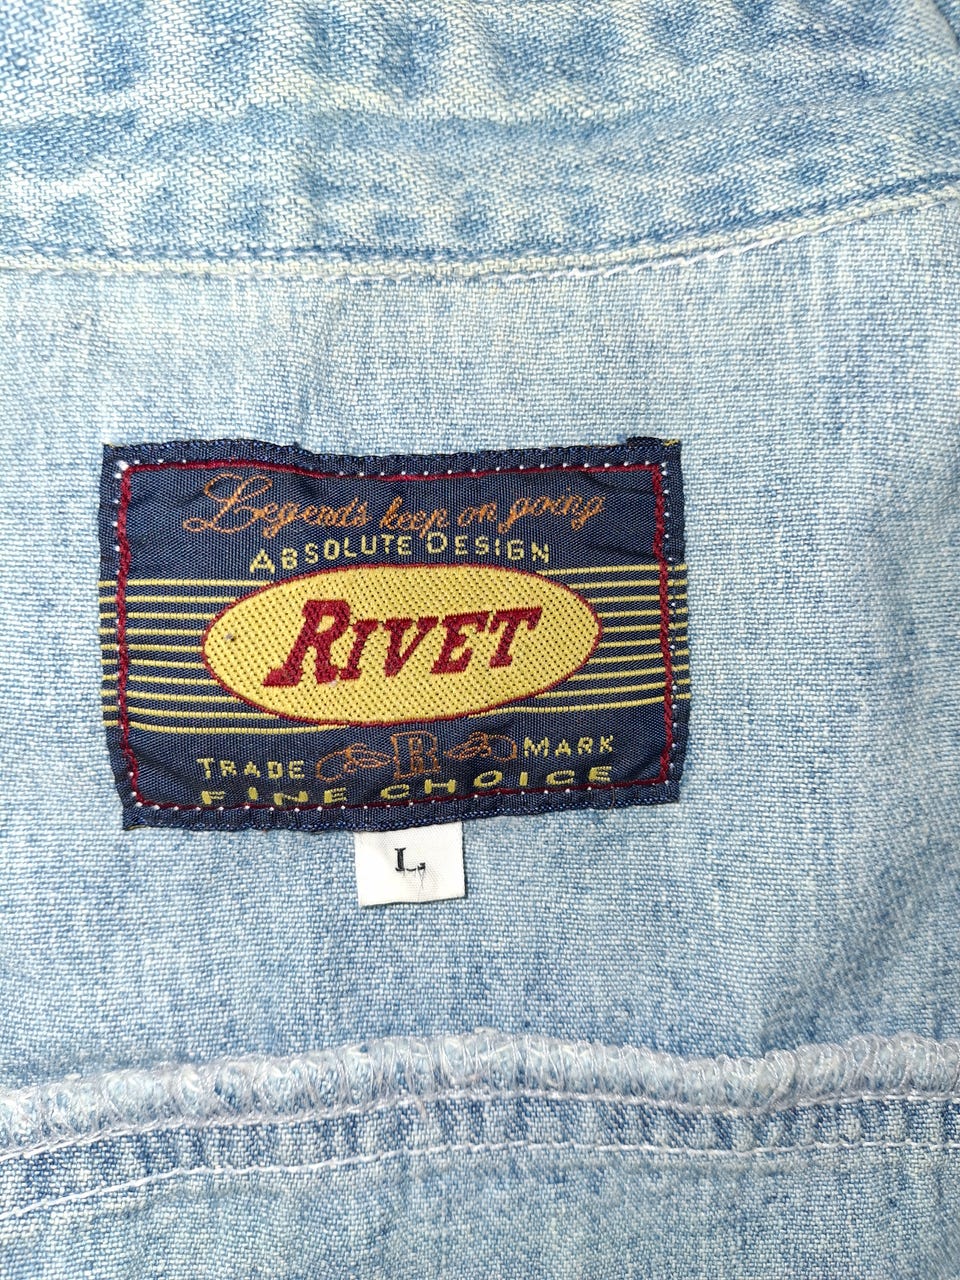 Legends keep on going
ABSOLUTE DESIGN
RIVET
TRADE R MARK
FINE CHOICE
L